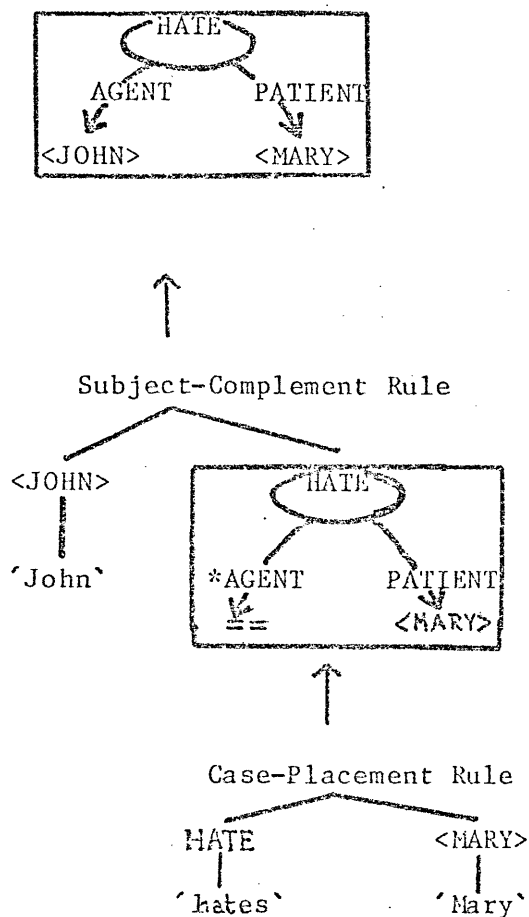 HATE
AGENT PATIENT
<JOHN> <MARY>
Subject-Complement Rule
<JOHN> HATE
´John` *AGENT PATIENT
== <MARY>
Case-Placement Rule
HATE <MARY>
´hates` ´Mary`